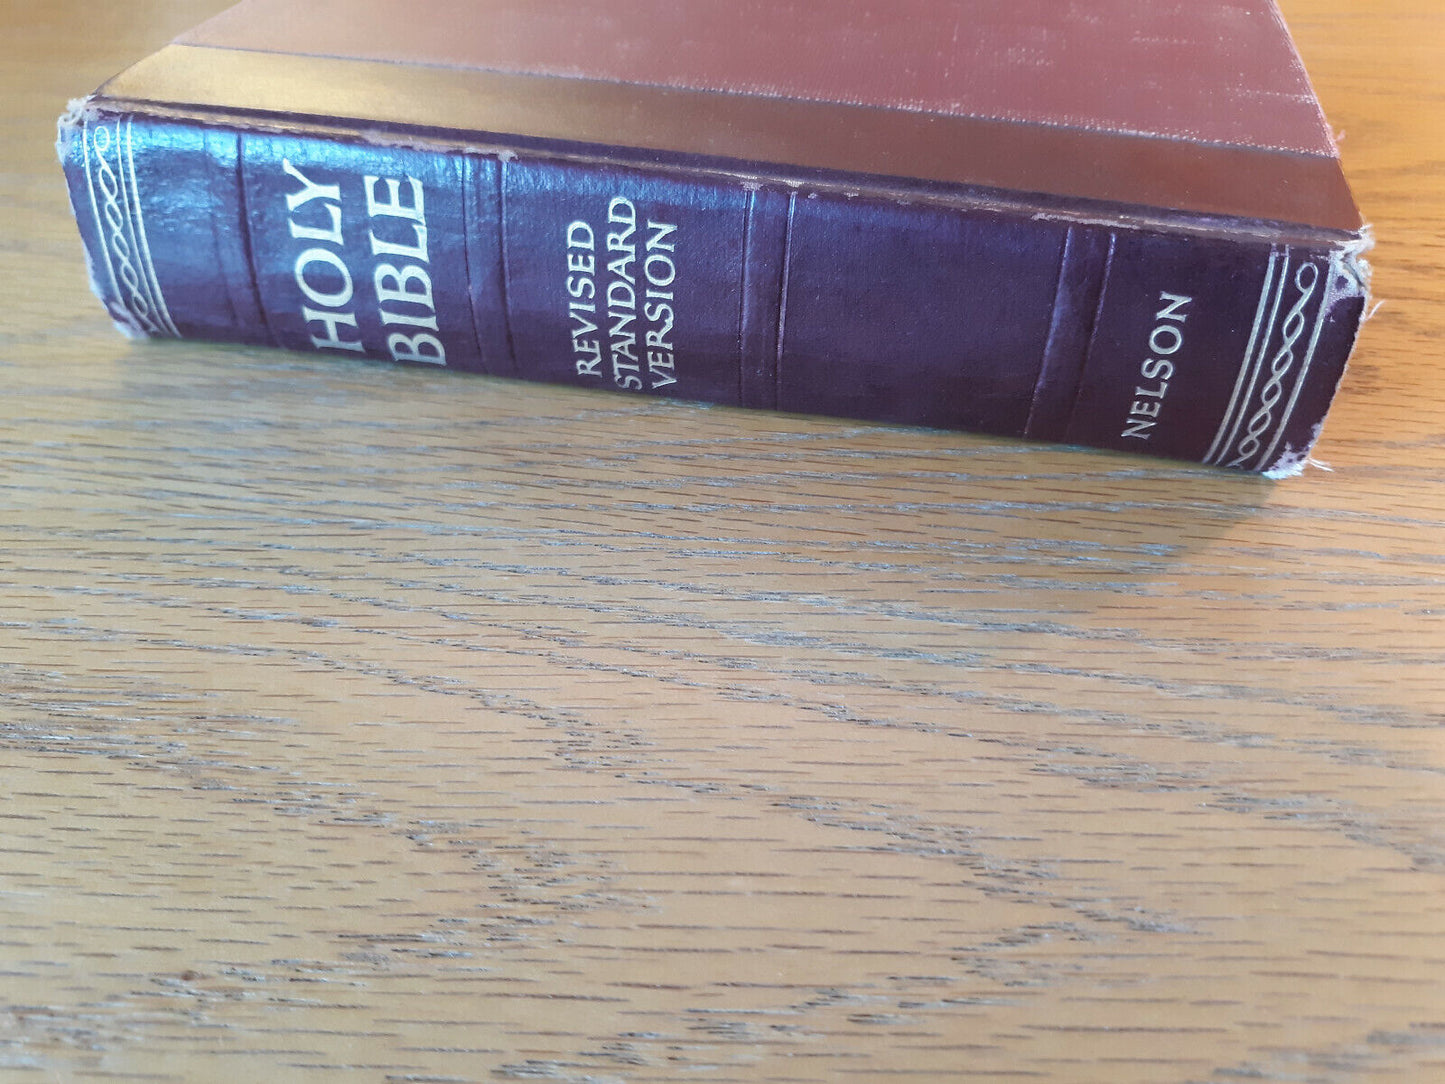 HOLY
BIBLE
REVISED
STANDARD
VERSION
NELSON